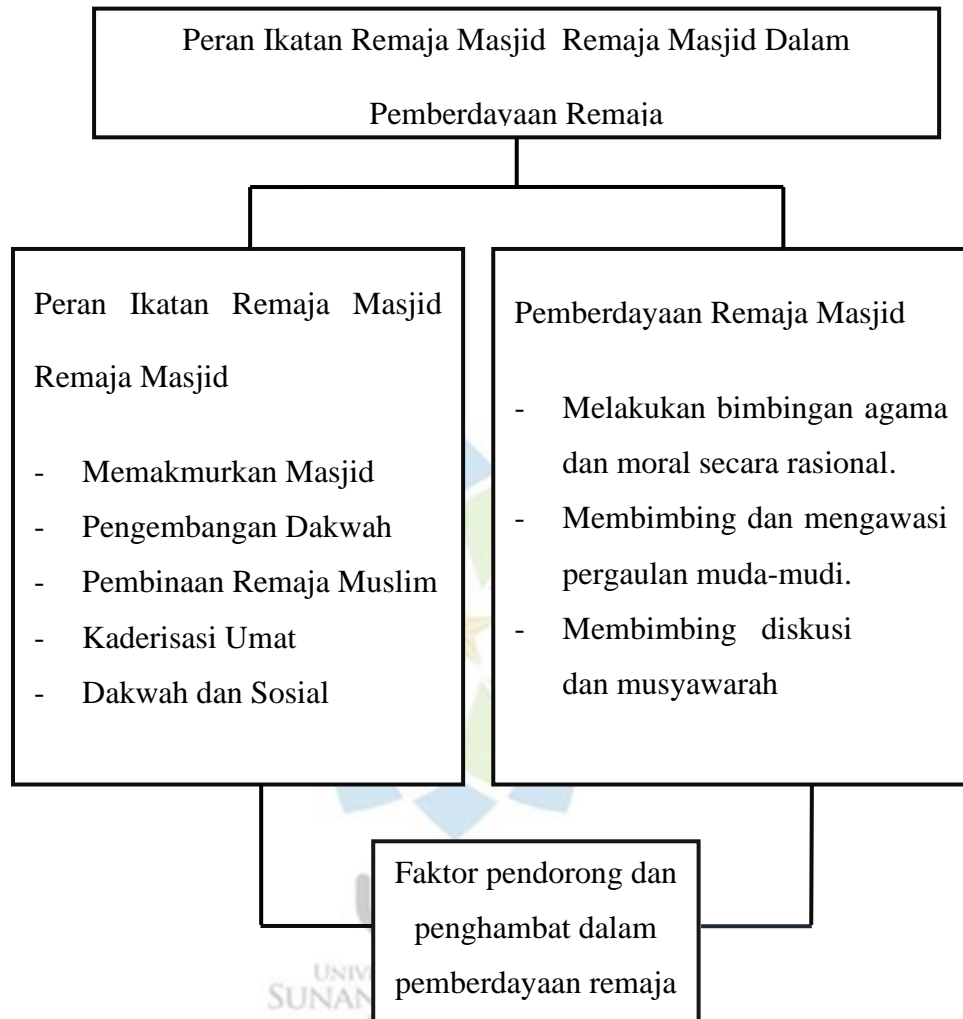 Peran Ikatan Remaja Masjid Remaja Masjid Dalam
Pemberdayaan Remaja
Peran Ikatan Remaja Masjid
Remaja Masjid
- Memakmurkan Masjid
- Pengembangan Dakwah
- Pembinaan Remaja Muslim
- Kaderisasi Umat
- Dakwah dan Sosial
Pemberdayaan Remaja Masjid
- Melakukan bimbingan agama
dan moral secara rasional.
- Membimbing dan mengawasi
pergaulan muda-mudi.
- Membimbing diskusi
dan musyawarah
Faktor pendorong dan
penghambat dalam
pemberdayaan remaja
SUNAN